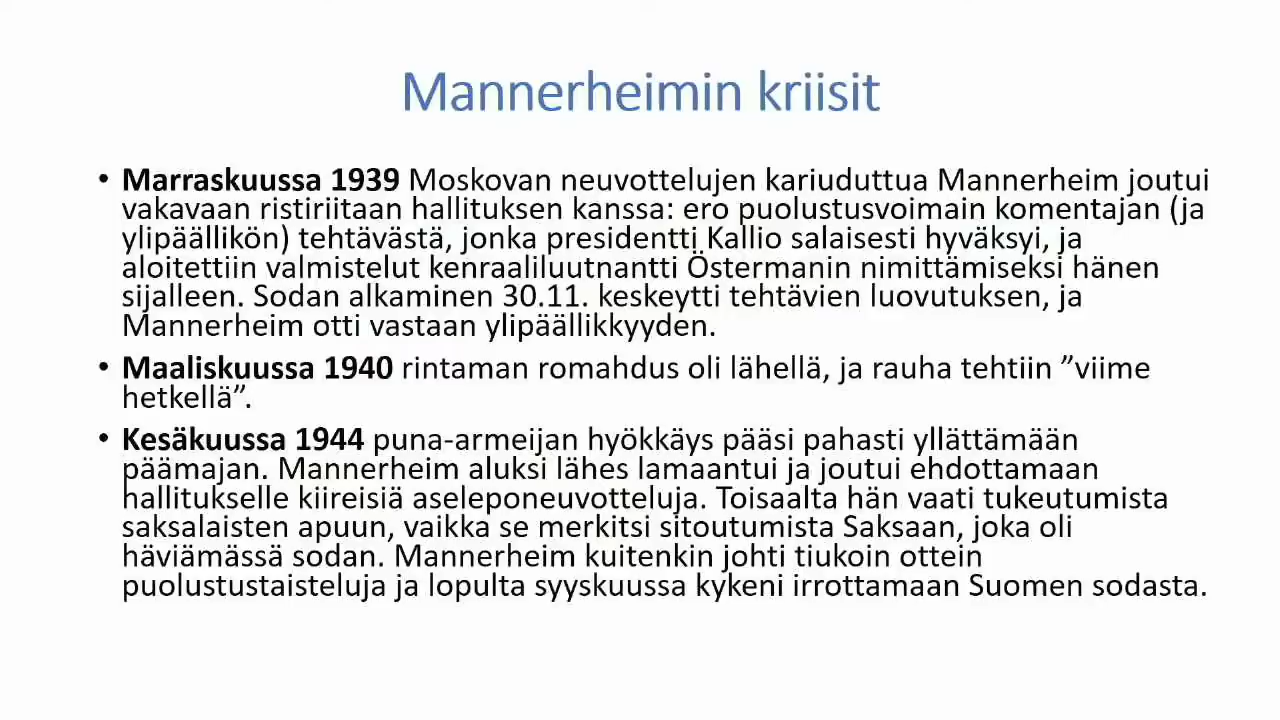 Mannerheimin kriisit
• Marraskuussa 1939 Moskovan neuvottelujen kariuduttua Mannerheim joutui
vakavaan ristiriitaan hallituksen kanssa: ero puolustusvoimain komentajan (ja
ylipäällikön) tehtävästä, jonka presidentti Kallio salaisesti hyväksyi, ja
aloitettiin valmistelut kenraaliluutnantti Östermanin nimittämiseksi hänen
sijalleen. Sodan alkaminen 30.11. keskeytti tehtävien luovutuksen, ja
Mannerheim otti vastaan ylipäällikkyyden.
• Maaliskuussa 1940 rintaman romahdus oli lähellä, ja rauha tehtiin ”viime
hetkellä”.
• Kesäkuussa 1944 puna-armeijan hyökkäys pääsi pahasti yllättämään
päämajan. Mannerheim aluksi lähes lamaantui ja joutui ehdottamaan
hallitukselle kiireisiä aseleponeuvotteluja. Toisaalta hän vaati tukeutumista
saksalaisten apuun, vaikka se merkitsi sitoutumista Saksaan, joka oli
häviämässä sodan. Mannerheim kuitenkin johti tiukoin ottein
puolustustaisteluja ja lopulta syyskuussa kykeni irrottamaan Suomen sodasta.